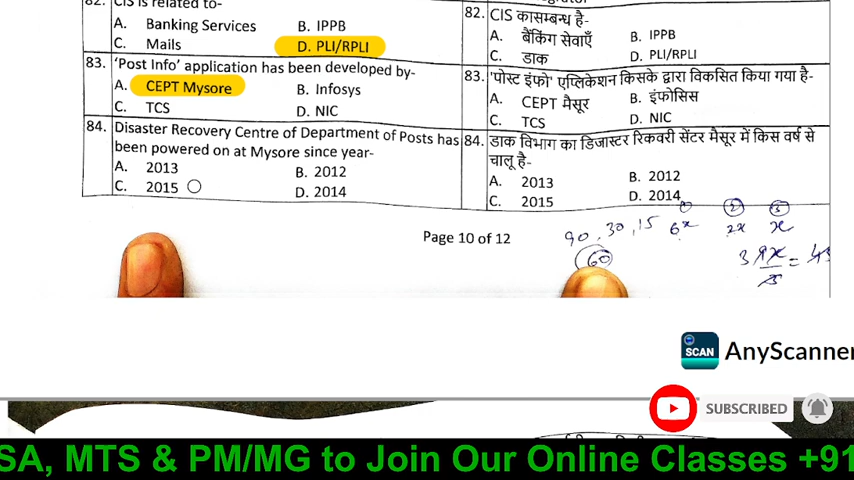 82. CIS is related to-
A. Banking Services B. IPPB
C. Mails D. PLI/RPLI
83. 'Post Info' application has been developed by-
A. CEPT Mysore B. Infosys
C. TCS D. NIC
84. Disaster Recovery Centre of Department of Posts has been powered on at Mysore since year-
A. 2013 B. 2012
C. 2015 D. 2014
82. CIS कासम्बन्ध है-
A. बैंकिंग सेवाएँ B. IPPB
C. डाक D. PLI/RPLI
83. 'पोस्ट इंफो' एप्लिकेशन किसके द्वारा विकसित किया गया है-
A. CEPT मैसूर B. इंफोसिस
C. TCS D. NIC
84. डाक विभाग का डिजास्टर रिकवरी सेंटर मैसूर में किस वर्ष से
चालू है-
A. 2013 B. 2012
C. 2015 D. 2014
90, 30, 15 6x 2x x
60
Page 10 of 12
SCAN AnyScanner
SUBSCRIBED
SA, MTS & PM/MG to Join Our Online Classes +91